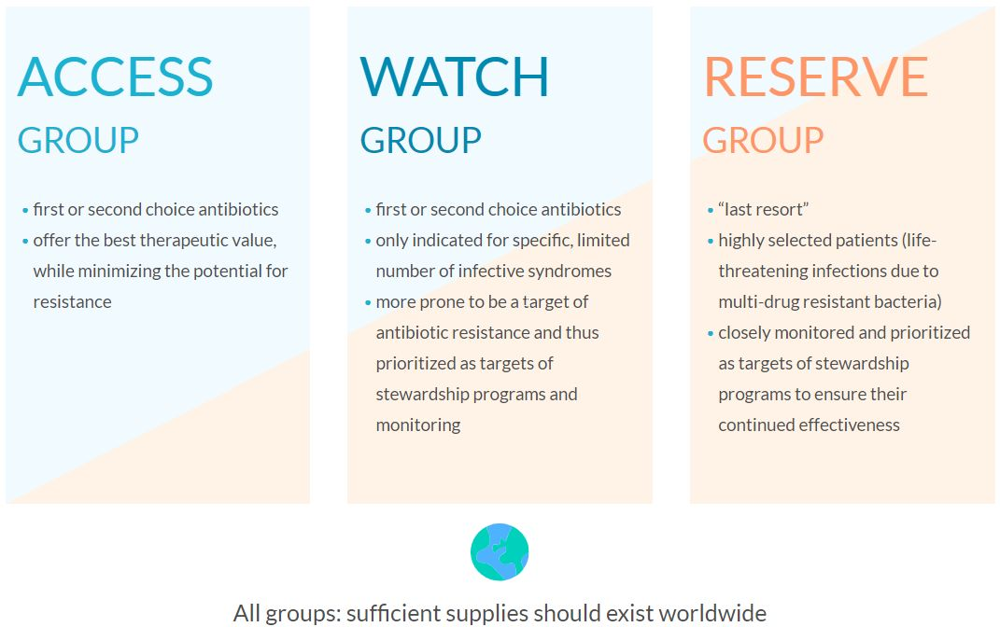 ACCESS
GROUP
• first or second choice antibiotics
• offer the best therapeutic value,
while minimizing the potential for
resistance
WATCH
GROUP
• first or second choice antibiotics
• only indicated for specific, limited
number of infective syndromes
• more prone to be a target of
antibiotic resistance and thus
prioritized as targets of
stewardship programs and
monitoring
RESERVE
GROUP
• “last resort”
• highly selected patients (life-
threatening infections due to
multi-drug resistant bacteria)
• closely monitored and prioritized
as targets of stewardship
programs to ensure their
continued effectiveness
All groups: sufficient supplies should exist worldwide